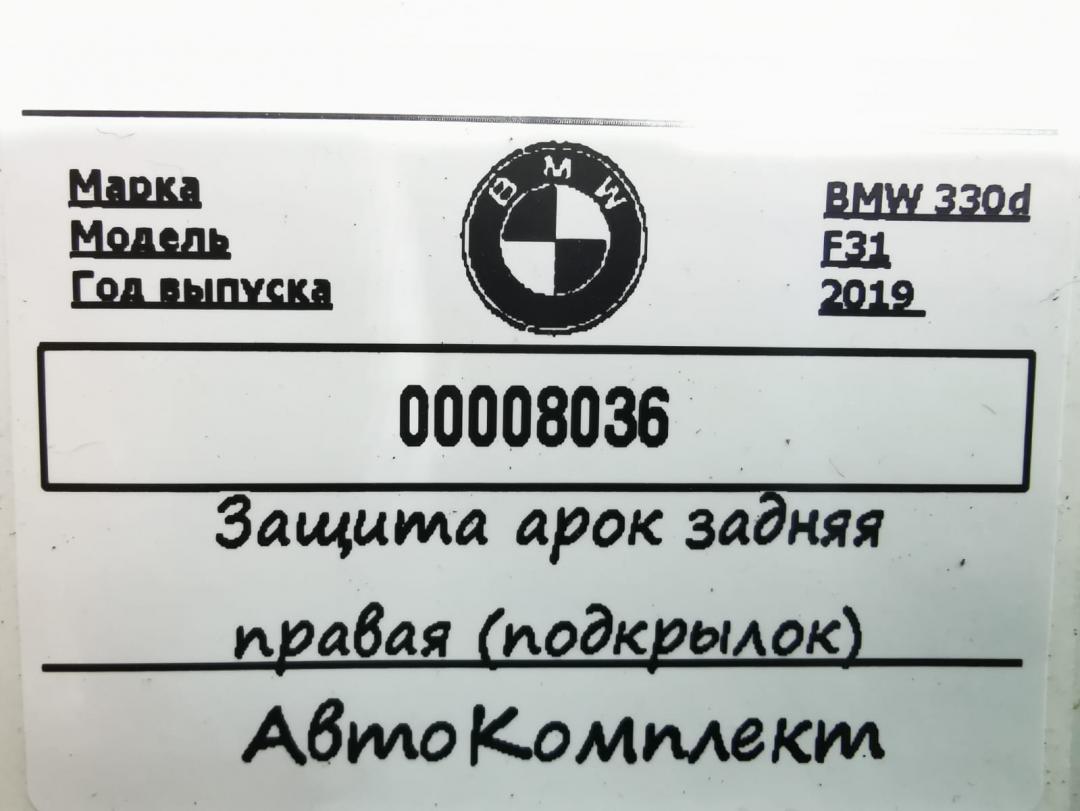 Марка BMW 330d
Модель F31
Год выпуска 2019
BMW
00008036
Защита арок задняя
правая (подкрылок)
АвтоКомплект